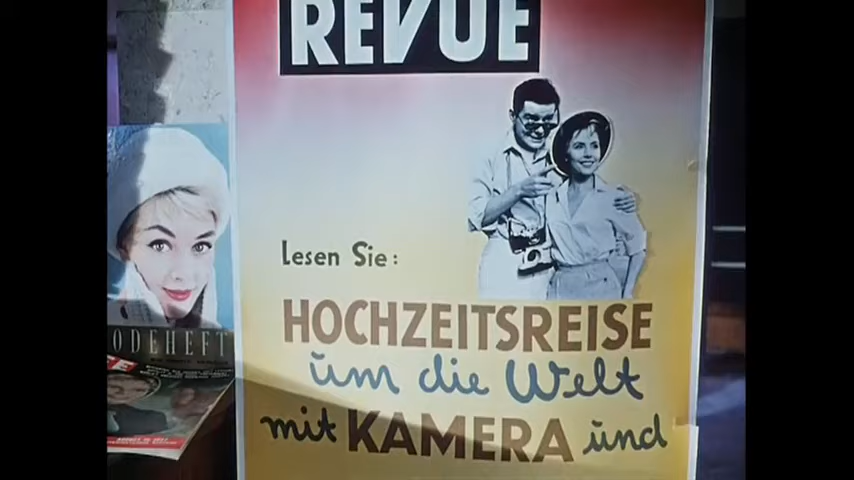 REVUE
Lesen Sie:
HOCHZEITSREISE
um die Welt
mit KAMERA und
ODEHEFT